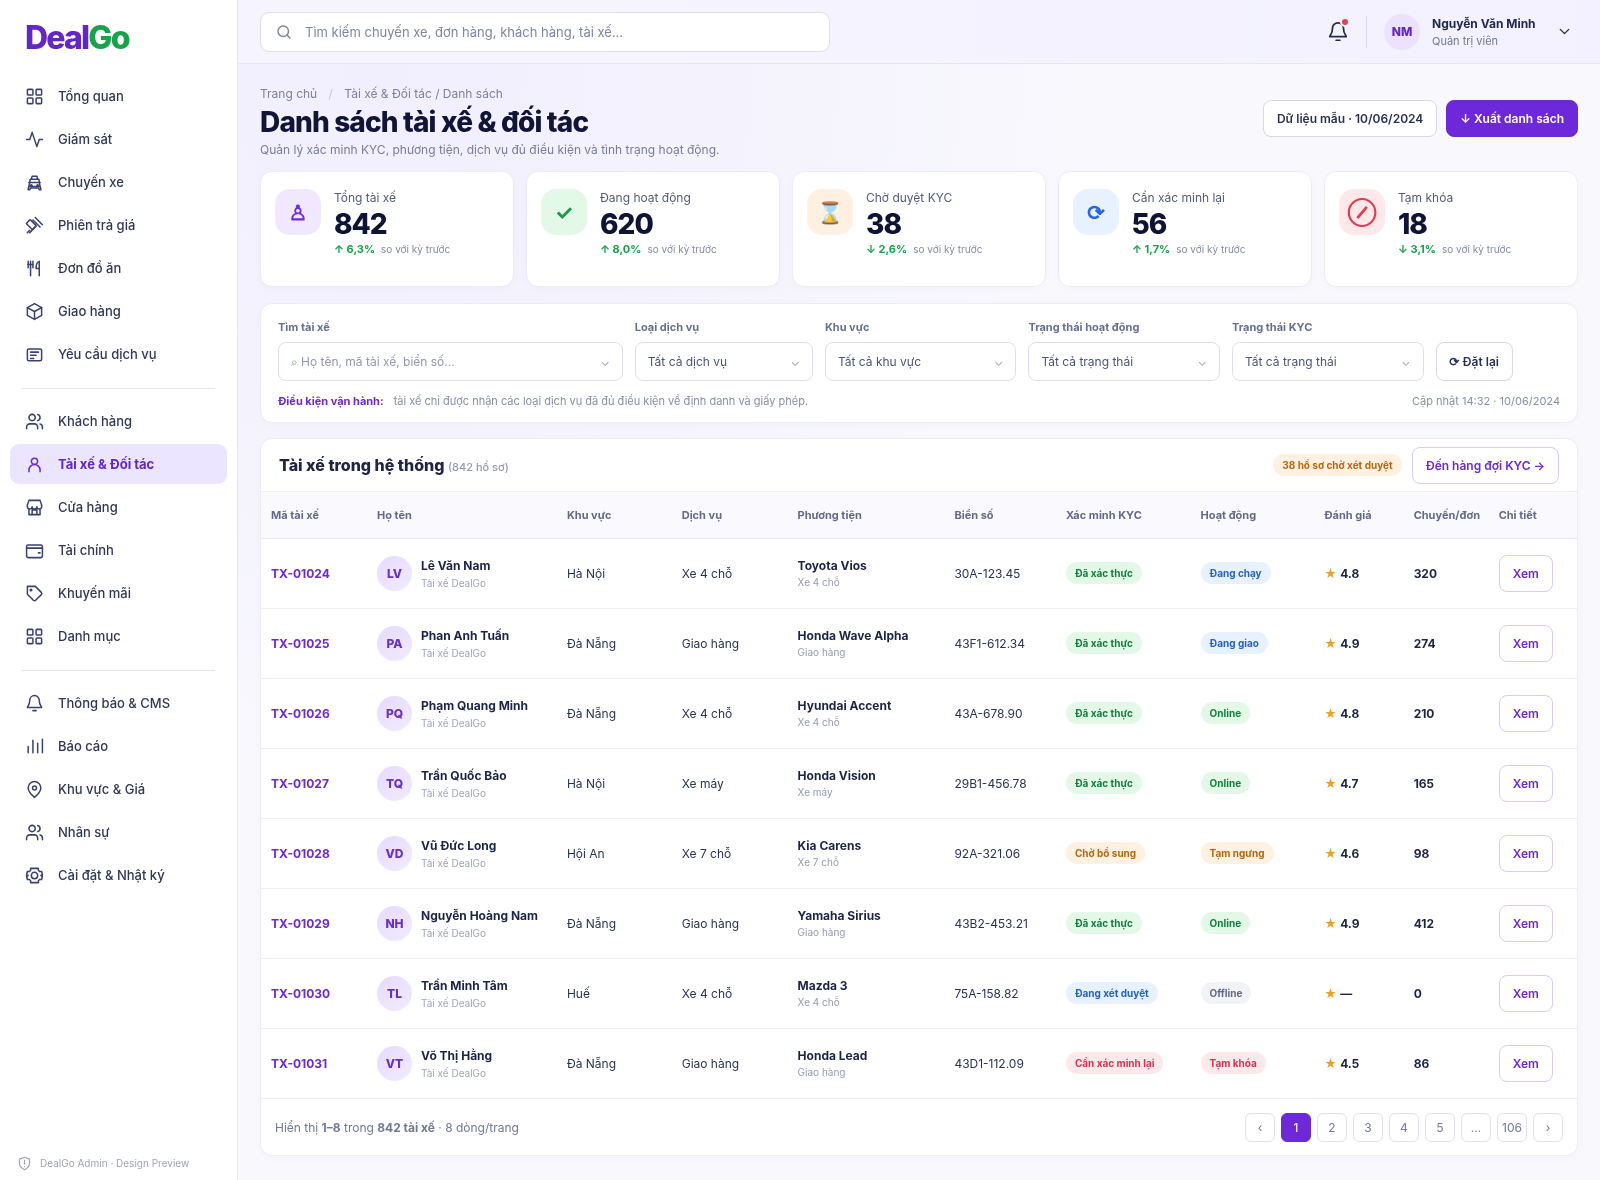 DealGo
Tổng quan
Giám sát
Chuyến xe
Phiên trả giá
Đơn đồ ăn
Giao hàng
Yêu cầu dịch vụ
Khách hàng
Tài xế & Đối tác
Cửa hàng
Tài chính
Khuyến mãi
Danh mục
Thông báo & CMS
Báo cáo
Khu vực & Giá
Nhân sự
Cài đặt & Nhật ký
DealGo Admin · Design Preview
Tìm kiếm chuyến xe, đơn hàng, khách hàng, tài xế...
NM
Nguyễn Văn Minh
Quản trị viên
Trang chủ / Tài xế & Đối tác / Danh sách
Danh sách tài xế & đối tác
Quản lý xác minh KYC, phương tiện, dịch vụ đủ điều kiện và tình trạng hoạt động.
Dữ liệu mẫu · 10/06/2024
↓ Xuất danh sách
Tổng tài xế
842
↑ 6,3% so với kỳ trước
Đang hoạt động
620
↑ 8,0% so với kỳ trước
Chờ duyệt KYC
38
↓ 2,6% so với kỳ trước
Cần xác minh lại
56
↑ 1,7% so với kỳ trước
Tạm khóa
18
↓ 3,1% so với kỳ trước
Tìm tài xế
Loại dịch vụ
Khu vực
Trạng thái hoạt động
Trạng thái KYC
⌕ Họ tên, mã tài xế, biển số...
Tất cả dịch vụ
Tất cả khu vực
Tất cả trạng thái
Tất cả trạng thái
⟳ Đặt lại
Điều kiện vận hành: tài xế chỉ được nhận các loại dịch vụ đã đủ điều kiện về định danh và giấy phép.
Cập nhật 14:32 · 10/06/2024
Tài xế trong hệ thống (842 hồ sơ)
38 hồ sơ chờ xét duyệt
Đến hàng đợi KYC →
Mã tài xế Họ tên Khu vực Dịch vụ Phương tiện Biển số Xác minh KYC Hoạt động Đánh giá Chuyến/đơn Chi tiết
TX-01024 LV Lê Văn Nam Hà Nội Xe 4 chỗ Toyota Vios 30A-123.45 Đã xác thực Đang chạy ★ 4.8 320 Xem
Tài xế DealGo Xe 4 chỗ
TX-01025 PA Phan Anh Tuấn Đà Nẵng Giao hàng Honda Wave Alpha 43F1-612.34 Đã xác thực Đang giao ★ 4.9 274 Xem
Tài xế DealGo Giao hàng
TX-01026 PQ Phạm Quang Minh Đà Nẵng Xe 4 chỗ Hyundai Accent 43A-678.90 Đã xác thực Online ★ 4.8 210 Xem
Tài xế DealGo Xe 4 chỗ
TX-01027 TQ Trần Quốc Bảo Hà Nội Xe máy Honda Vision 29B1-456.78 Đã xác thực Online ★ 4.7 165 Xem
Tài xế DealGo Xe máy
TX-01028 VD Vũ Đức Long Hội An Xe 7 chỗ Kia Carens 92A-321.06 Chờ bổ sung Tạm ngưng ★ 4.6 98 Xem
Tài xế DealGo Xe 7 chỗ
TX-01029 NH Nguyễn Hoàng Nam Đà Nẵng Giao hàng Yamaha Sirius 43B2-453.21 Đã xác thực Online ★ 4.9 412 Xem
Tài xế DealGo Giao hàng
TX-01030 TL Trần Minh Tâm Huế Xe 4 chỗ Mazda 3 75A-158.82 Đang xét duyệt Offline ★ — 0 Xem
Tài xế DealGo Xe 4 chỗ
TX-01031 VT Võ Thị Hằng Đà Nẵng Giao hàng Honda Lead 43D1-112.09 Cần xác minh lại Tạm khóa ★ 4.5 86 Xem
Tài xế DealGo Giao hàng
Hiển thị 1–8 trong 842 tài xế · 8 dòng/trang
‹ 1 2 3 4 5 ... 106 ›